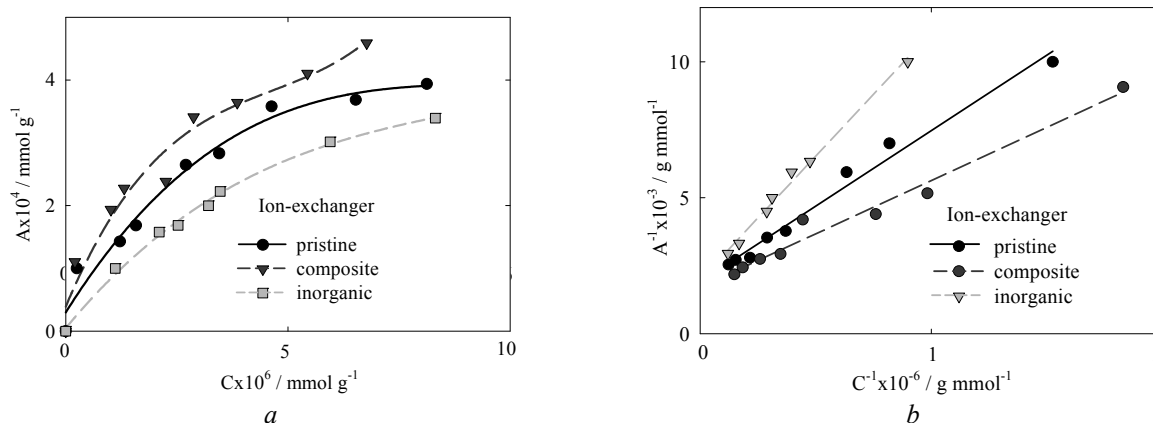 4
2
0
0
5
10
Ax10⁴ / mmol g⁻¹
Cx10⁶ / mmol g⁻¹
Ion-exchanger
pristine
composite
inorganic
a
10
5
0
0
1
A⁻¹x10⁻³ / g mmol⁻¹
C⁻¹x10⁻⁶ / g mmol⁻¹
Ion-exchanger
pristine
composite
inorganic
b